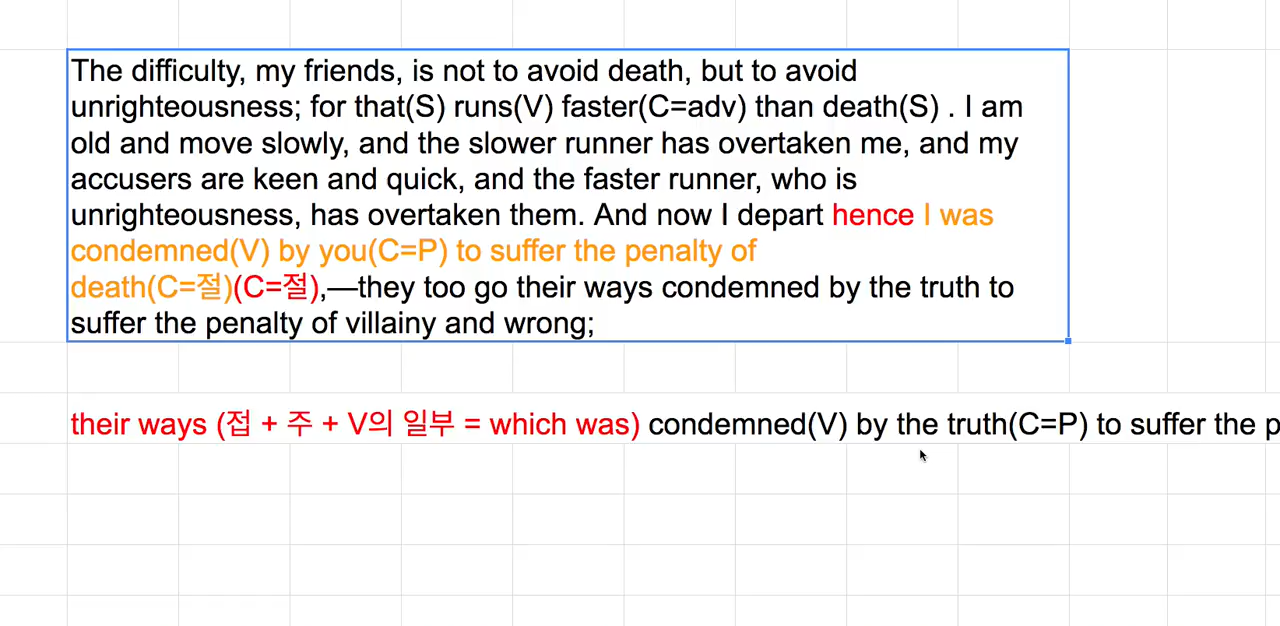 The difficulty, my friends, is not to avoid death, but to avoid
unrighteousness; for that(S) runs(V) faster(C=adv) than death(S) . I am
old and move slowly, and the slower runner has overtaken me, and my
accusers are keen and quick, and the faster runner, who is
unrighteousness, has overtaken them. And now I depart hence I was
condemned(V) by you(C=P) to suffer the penalty of
death(C=절)(C=절),—they too go their ways condemned by the truth to
suffer the penalty of villainy and wrong;
their ways (접 + 주 + V의 일부 = which was) condemned(V) by the truth(C=P) to suffer the p